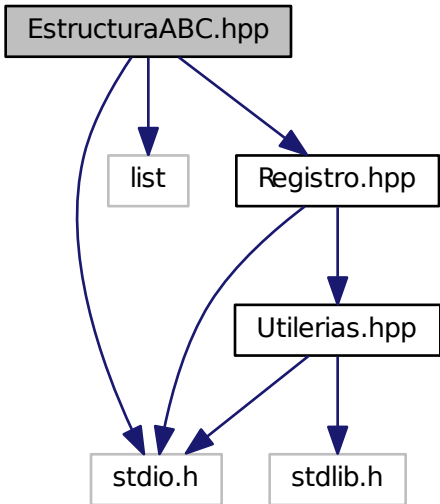 EstructuraABC.hpp
list
Registro.hpp
Utilerias.hpp
stdio.h
stdlib.h